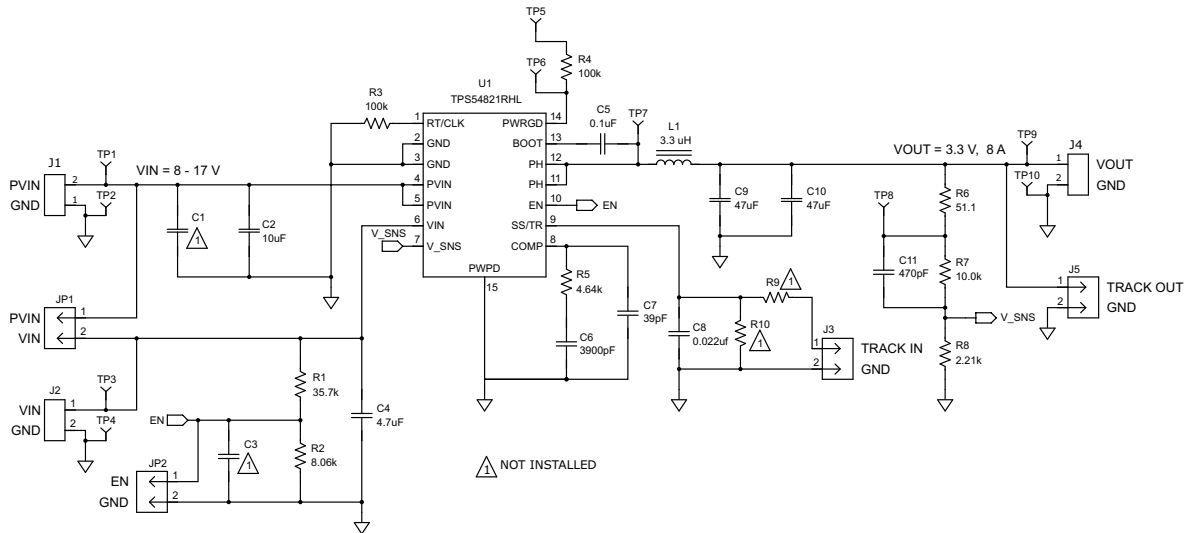 TP5
R4
100k
TP6
U1
TPS54821RHL
R3
100k
1
RT/CLK
PWRGD
14
2
GND
BOOT
13
3
GND
PH
12
4
PVIN
PH
11
5
PVIN
EN
10
EN
6
VIN
SS/TR
9
V_SNS
7
V_SNS
COMP
8
PWPD
15
C5
0.1uF
TP7
L1
3.3 uH
VOUT = 3.3 V, 8 A
TP9
J4
1
VOUT
2
GND
TP10
J1
TP1
VIN = 8 - 17 V
PVIN
2
GND
1
TP2
C1
1
C2
10uF
C9
47uF
C10
47uF
TP8
R6
51.1
C11
470pF
R7
10.0k
V_SNS
R8
2.21k
J5
1
TRACK OUT
2
GND
JP1
PVIN
1
VIN
2
R5
4.64k
C7
39pF
C6
3900pF
R9
1
R10
1
C8
0.022uf
J3
1
TRACK IN
2
GND
J2
TP3
VIN
1
GND
2
TP4
R1
35.7k
C4
4.7uF
EN
C3
1
R2
8.06k
JP2
EN
1
GND
2
1
NOT INSTALLED